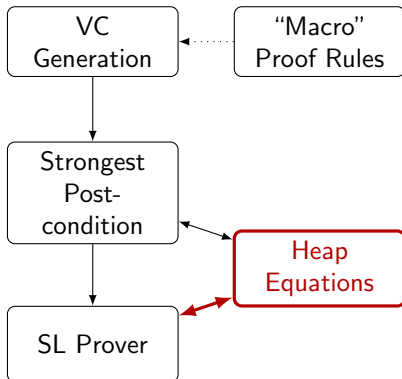 VC
Generation
“Macro”
Proof Rules
Strongest
Post-
condition
Heap
Equations
SL Prover